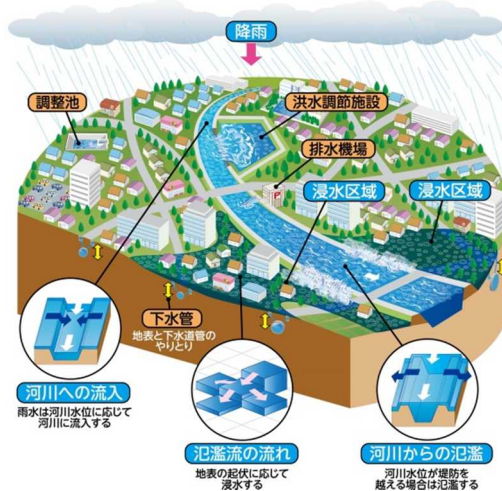 降雨
調整池
洪水調節施設
排水機場
浸水区域
浸水区域
P
下水管
地表と下水道管の
やりとり
河川への流入
雨水は河川水位に応じて
河川に流入する
氾濫流の流れ
地表の起伏に応じて
浸水する
河川からの氾濫
河川水位が堤防を
越える場合は氾濫する